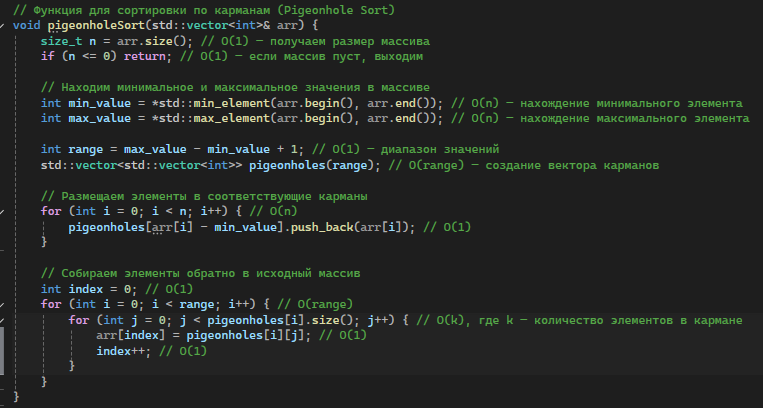 // Функция для сортировки по карманам (Pigeonhole Sort)
void pigeonholeSort(std::vector<int>& arr) {
    size_t n = arr.size(); // O(1) – получаем размер массива
    if (n <= 0) return; // O(1) – если массив пуст, выходим

    // Находим минимальное и максимальное значения в массиве
    int min_value = *std::min_element(arr.begin(), arr.end()); // O(n) – нахождение минимального элемента
    int max_value = *std::max_element(arr.begin(), arr.end()); // O(n) – нахождение максимального элемента

    int range = max_value - min_value + 1; // O(1) – диапазон значений
    std::vector<std::vector<int>> pigeonholes(range); // O(range) – создание вектора карманов

    // Размещаем элементы в соответствующие карманы
    for (int i = 0; i < n; i++) { // O(n)
        pigeonholes[arr[i] - min_value].push_back(arr[i]); // O(1)
    }

    // Собираем элементы обратно в исходный массив
    int index = 0; // O(1)
    for (int i = 0; i < range; i++) { // O(range)
        for (int j = 0; j < pigeonholes[i].size(); j++) { // O(k), где k – количество элементов в кармане
            arr[index] = pigeonholes[i][j]; // O(1)
            index++; // O(1)
        }
    }
}